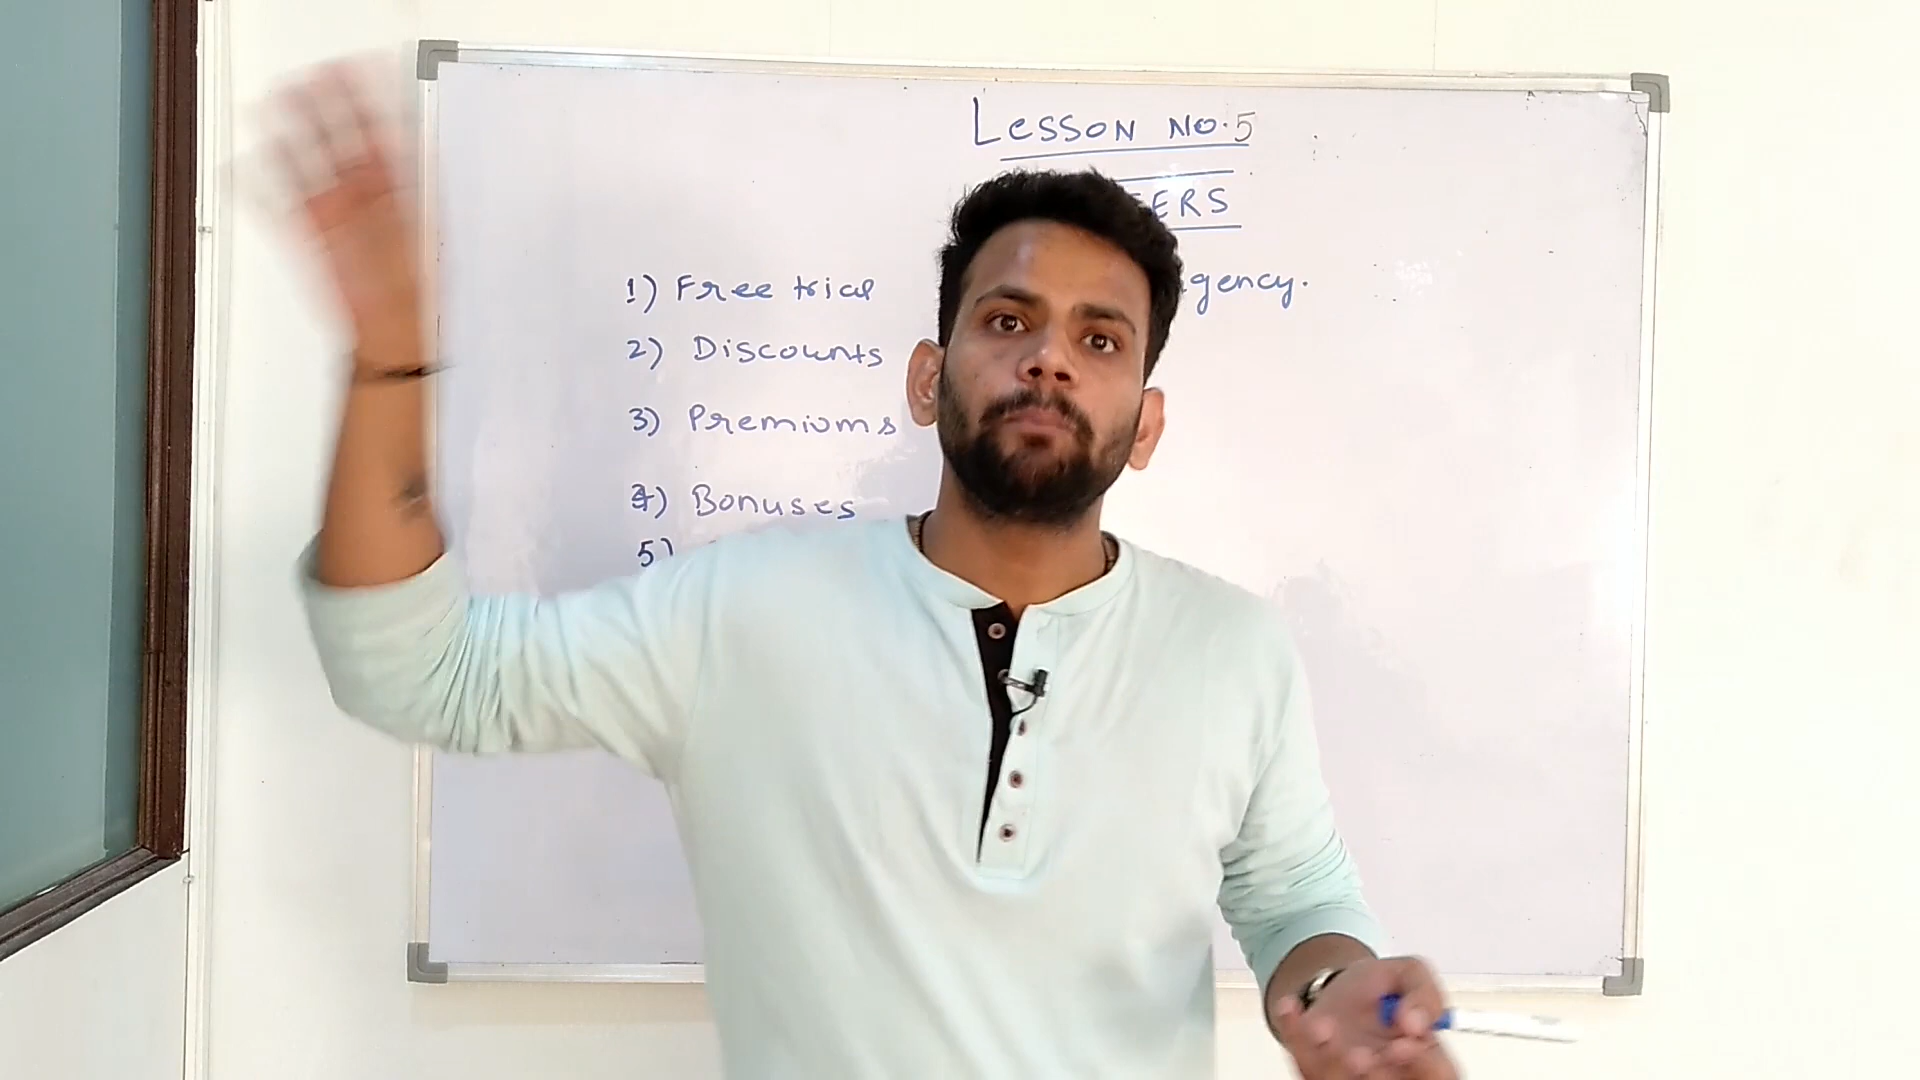 LESSON NO.5
1) Free trial
2) Discounts
3) Premiums
4) Bonuses
5)